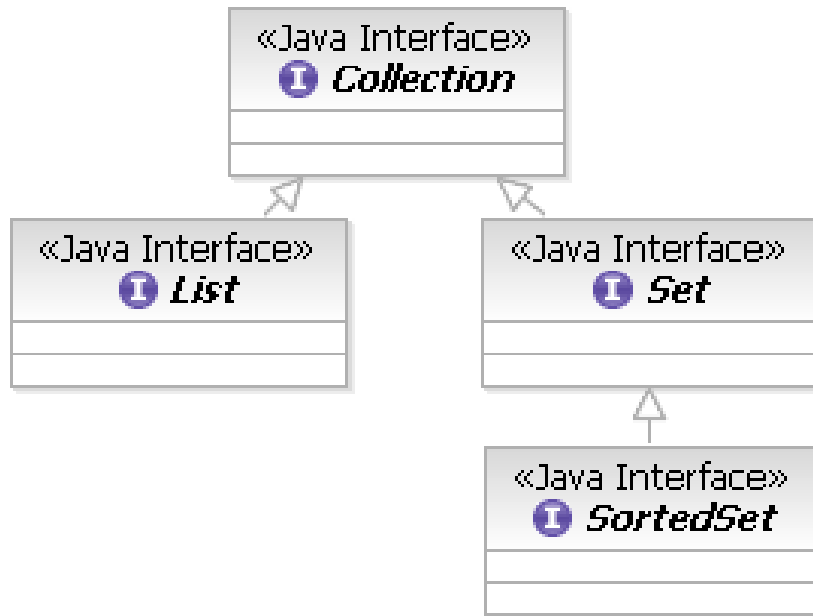 «Java Interface»
I Collection
«Java Interface»
I List
«Java Interface»
I Set
«Java Interface»
I SortedSet